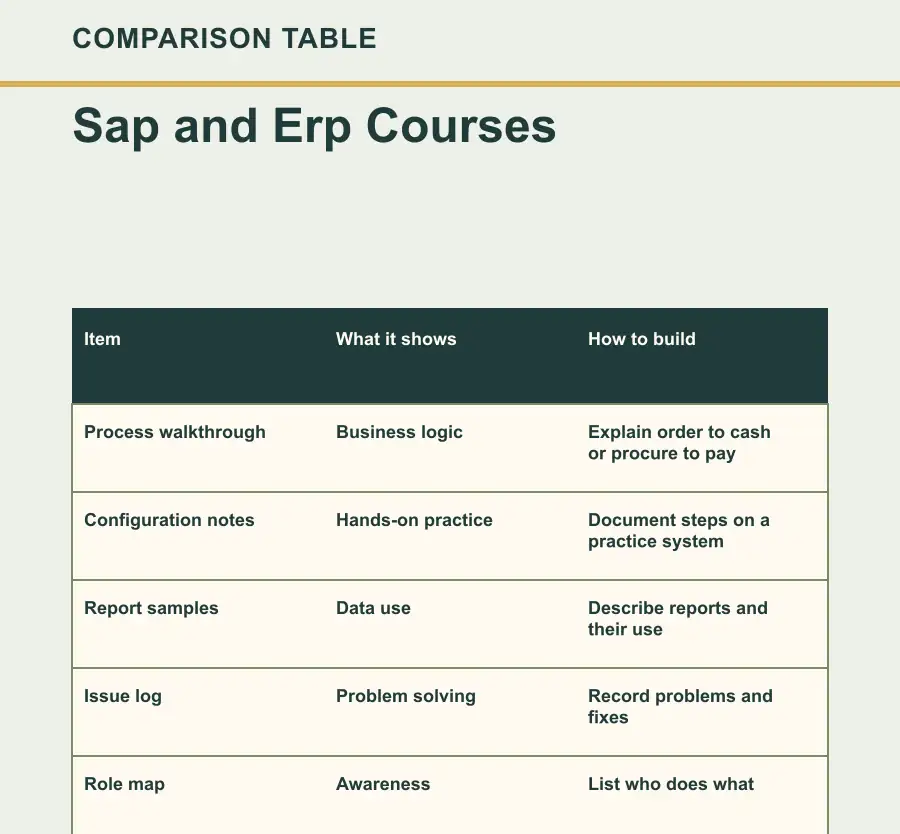 COMPARISON TABLE
Sap and Erp Courses
Item What it shows How to build
Process walkthrough Business logic Explain order to cash
or procure to pay
Configuration notes Hands-on practice Document steps on a
practice system
Report samples Data use Describe reports and
their use
Issue log Problem solving Record problems and
fixes
Role map Awareness List who does what